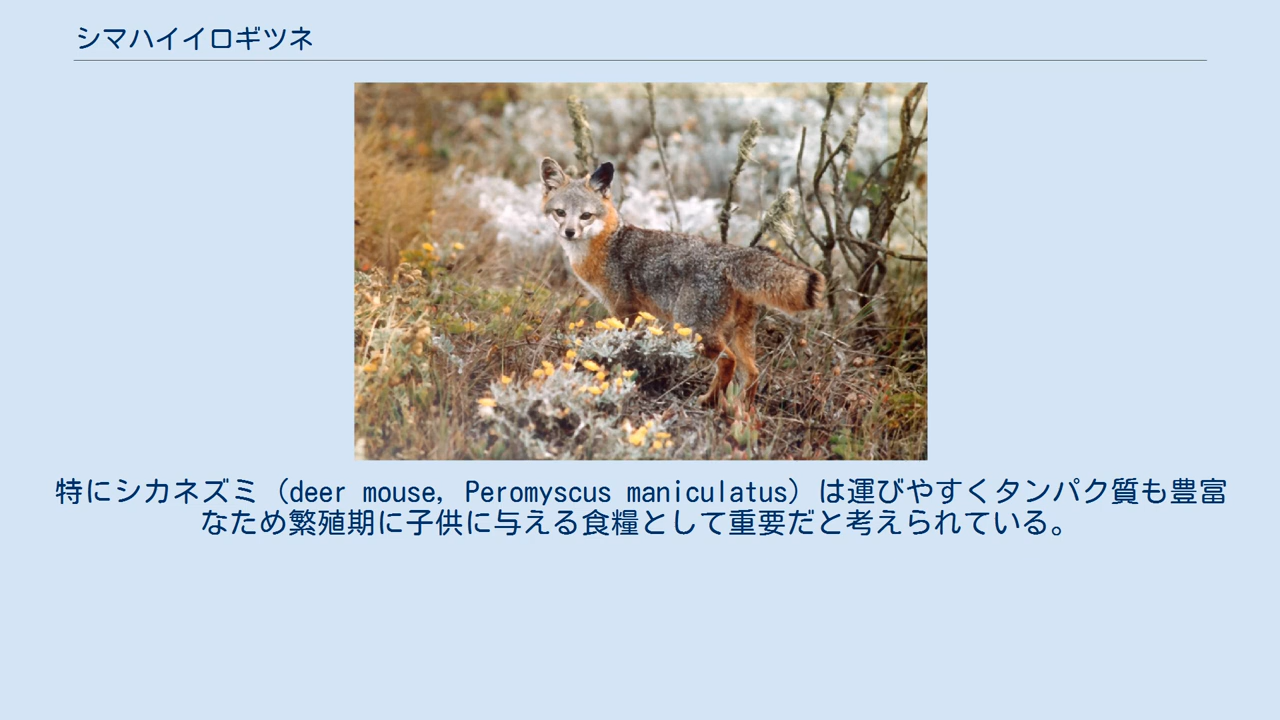 シマハイイロギツネ
特にシカネズミ（deer mouse, Peromyscus maniculatus）は運びやすくタンパク質も豊富
なため繁殖期に子供に与える食糧として重要だと考えられている。